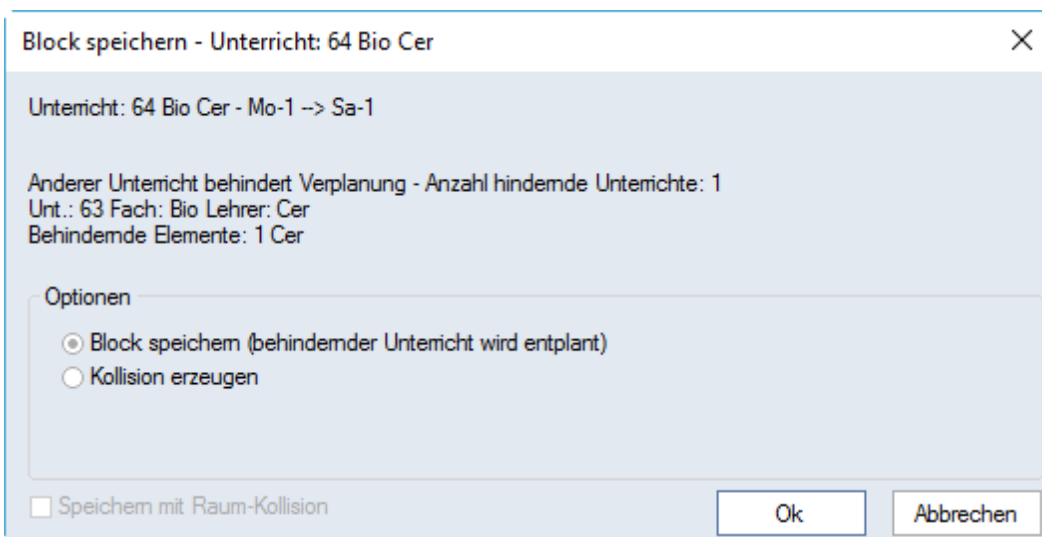 Block speichern - Unterricht: 64 Bio Cer
Unterricht: 64 Bio Cer - Mo-1 --> Sa-1
Anderer Unterricht behindert Verplanung - Anzahl hindernde Unterrichte: 1
Unt.: 63 Fach: Bio Lehrer: Cer
Behindernde Elemente: 1 Cer
Optionen
Block speichern (behindernder Unterricht wird entplant)
Kollision erzeugen
Speichern mit Raum-Kollision
Ok
Abbrechen